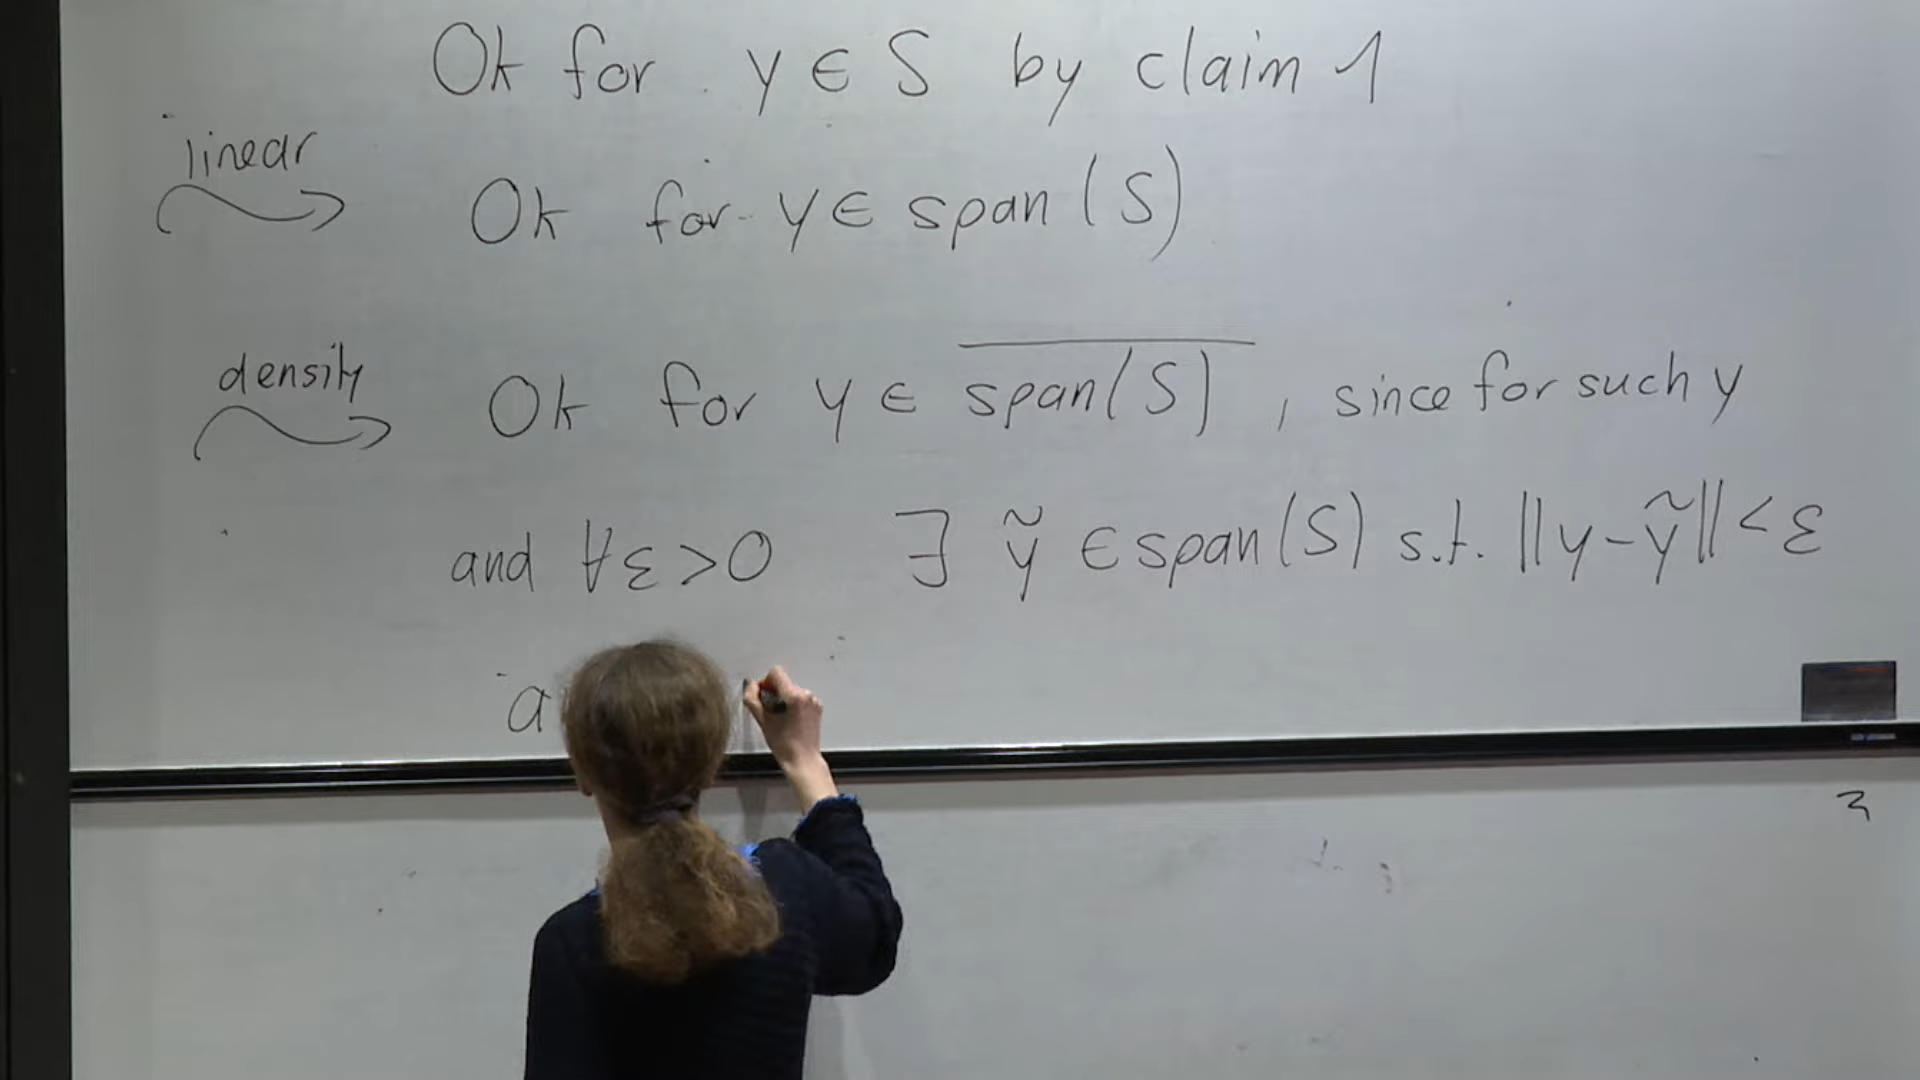 Ok for y ∈ S by claim 1
linear
Ok for y ∈ span (S)
density
Ok for y ∈ \overline{span(S)}, since for such y
and ∀ε>0 ∃ ỹ ∈ span(S) s.t. ||y-ỹ|| < ε